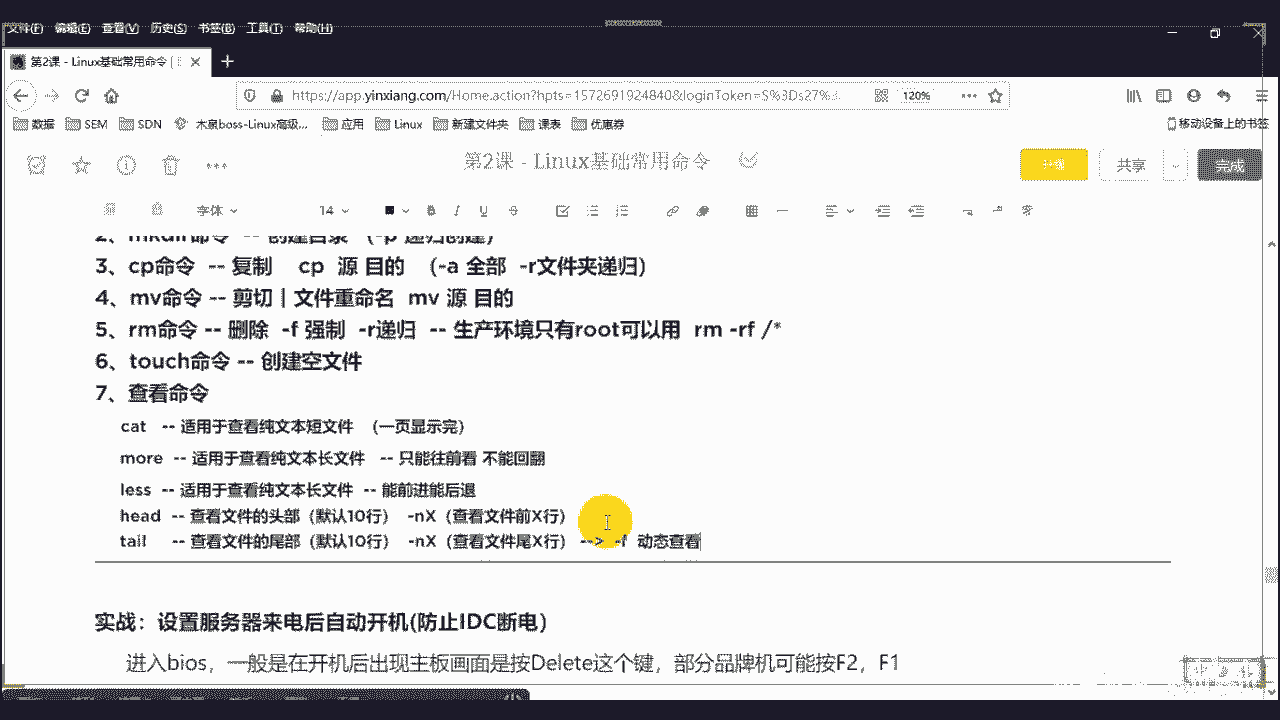 文件(F) 编辑(E) 查看(V) 历史(S) 书签(B) 工具(T) 帮助(H)
第2课 - Linux基础常用命令 | E
https://app.yinxiang.com/Home.action?hpts=1572691924840&loginToken=S%3Ds27%3. 120%
数据 SEM SDN 木泉boss-Linux高级... 应用 Linux 新建文件夹 课表 优惠券 移动设备上的书签
第2课 - Linux基础常用命令 共享 完成
字体 14
2、mkdir命令 -- 创建目录 (-p 递归创建)
3、cp命令 -- 复制 cp 源 目的 (-a 全部 -r文件夹递归)
4、mv命令 -- 剪切 | 文件重命名 mv 源 目的
5、rm命令 -- 删除 -f 强制 -r递归 -- 生产环境只有root可以用 rm -rf /*
6、touch命令 -- 创建空文件
7、查看命令
cat -- 适用于查看纯文本短文件 (一页显示完)
more -- 适用于查看纯文本长文件 -- 只能往前看 不能回翻
less -- 适用于查看纯文本长文件 -- 能前进能后退
head -- 查看文件的头部（默认10行） -nX（查看文件前X行）
tail -- 查看文件的尾部（默认10行） -nX（查看文件尾X行） --> -f 动态查看
实战：设置服务器来电后自动开机(防止IDC断电)
进入bios，一般是在开机后出现主板画面是按Delete这个键，部分品牌机可能按F2，F1